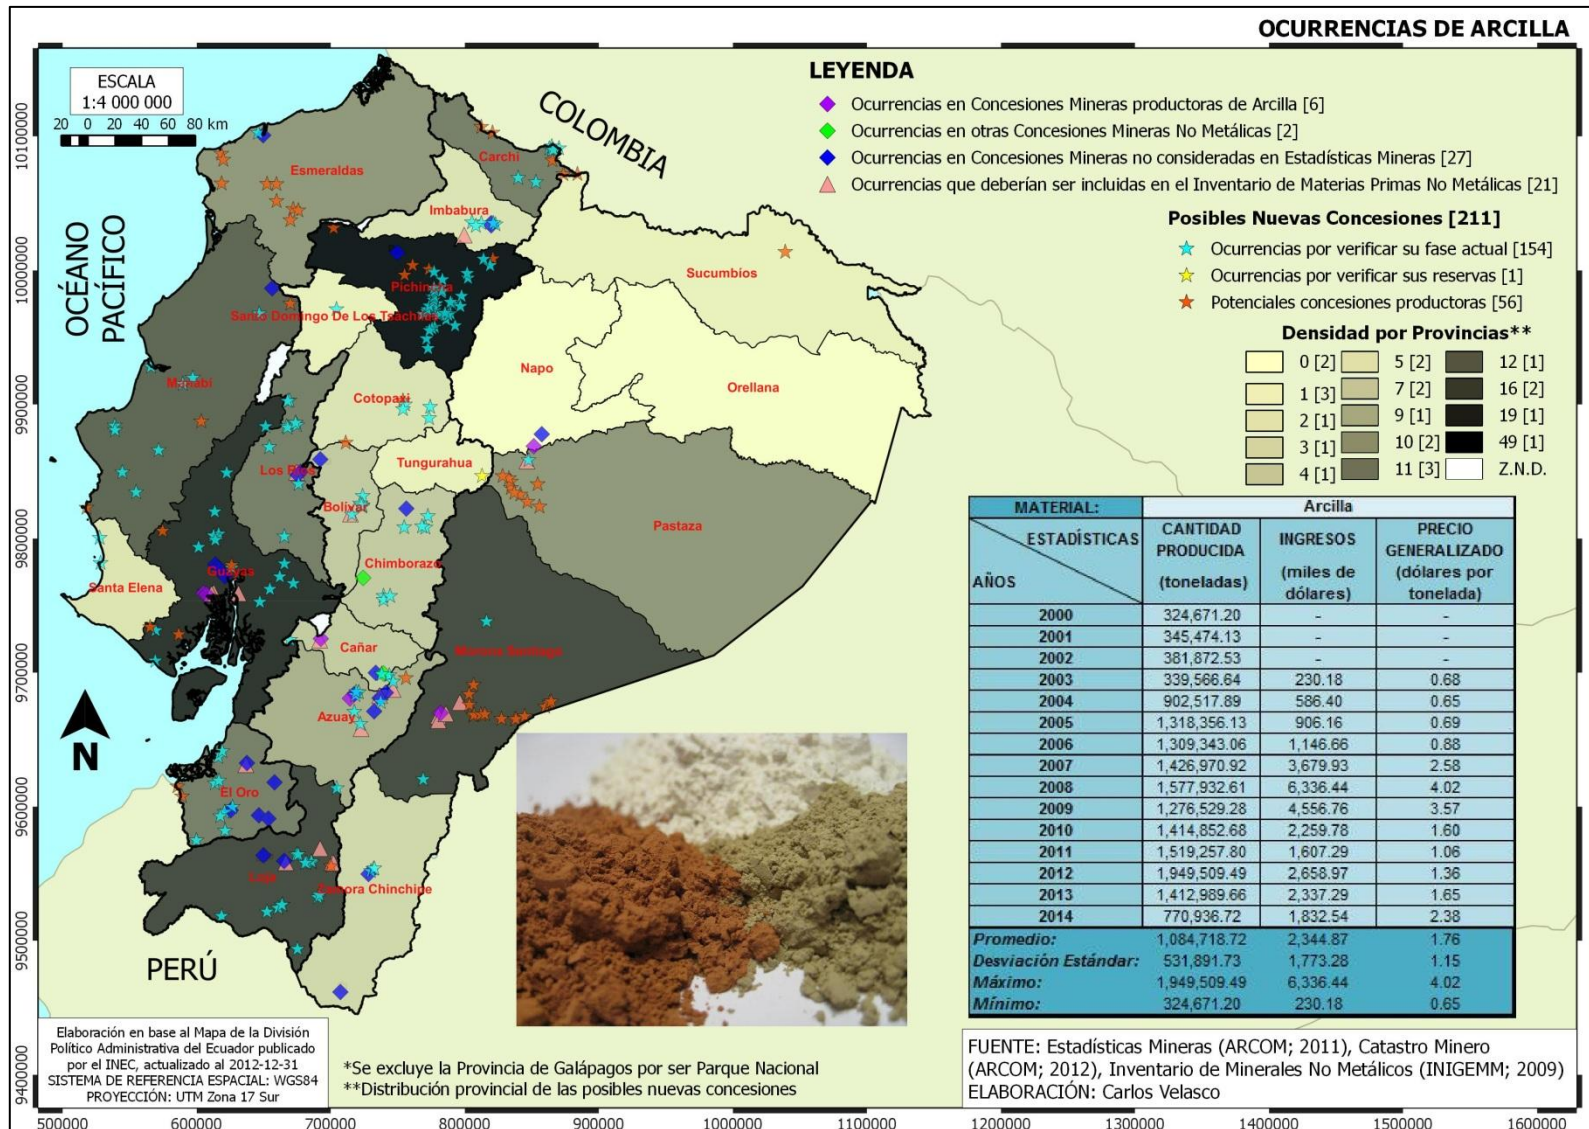 OCURRENCIAS DE ARCILLA
ESCALA
1:4 000 000
20 0 20 40 60 80 km
LEYENDA
Ocurrencias en Concesiones Mineras productoras de Arcilla [6]
Ocurrencias en otras Concesiones Mineras No Metálicas [2]
Ocurrencias en Concesiones Mineras no consideradas en Estadísticas Mineras [27]
Ocurrencias que deberían ser incluidas en el Inventario de Materias Primas No Metálicas [21]
Posibles Nuevas Concesiones [211]
Ocurrencias por verificar su fase actual [154]
Ocurrencias por verificar sus reservas [1]
Potenciales concesiones productoras [56]
Densidad por Provincias**
0 [2] 5 [2] 12 [1]
1 [3] 7 [2] 16 [2]
2 [1] 9 [1] 19 [1]
3 [1] 10 [2] 49 [1]
4 [1] 11 [3] Z.N.D.
COLOMBIA
OCÉANO
PACÍFICO
PERÚ
N
Esmeraldas
Carchi
Imbabura
Sucumbios
Pichincha
Santo Domingo De Los Tsáchilas
Napo
Orellana
Manabí
Cotopaxi
Tungurahua
Los Ríos
Bolívar
Pastaza
Chimborazo
Guayas
Santa Elena
Cañar
Morona Santiago
Azuay
El Oro
Loja
Zamora Chinchipe
MATERIAL: Arcilla
ESTADÍSTICAS
AÑOS
CANTIDAD PRODUCIDA (toneladas)
INGRESOS (miles de dólares)
PRECIO GENERALIZADO (dólares por tonelada)
2000 324,671.20 - -
2001 345,474.13 - -
2002 381,872.53 - -
2003 339,566.64 230.18 0.68
2004 902,517.89 586.40 0.65
2005 1,318,356.13 906.16 0.69
2006 1,309,343.06 1,146.66 0.88
2007 1,426,970.92 3,679.93 2.58
2008 1,577,932.61 6,336.44 4.02
2009 1,276,529.28 4,556.76 3.57
2010 1,414,852.68 2,259.78 1.60
2011 1,519,257.80 1,607.29 1.06
2012 1,949,509.49 2,658.97 1.36
2013 1,412,989.66 2,337.29 1.65
2014 770,936.72 1,832.54 2.38
Promedio: 1,084,718.72 2,344.87 1.76
Desviación Estándar: 531,891.73 1,773.28 1.15
Máximo: 1,949,509.49 6,336.44 4.02
Mínimo: 324,671.20 230.18 0.65
Elaboración en base al Mapa de la División
Político Administrativa del Ecuador publicado
por el INEC, actualizado al 2012-12-31
SISTEMA DE REFERENCIA ESPACIAL: WGS84
PROYECCIÓN: UTM Zona 17 Sur
*Se excluye la Provincia de Galápagos por ser Parque Nacional
**Distribución provincial de las posibles nuevas concesiones
FUENTE: Estadísticas Mineras (ARCOM; 2011), Catastro Minero
(ARCOM; 2012), Inventario de Minerales No Metálicos (INIGEMM; 2009)
ELABORACIÓN: Carlos Velasco
10100000
10000000
9900000
9800000
9700000
9600000
9500000
9400000
500000 600000 700000 800000 900000 1000000 1100000 1200000 1300000 1400000 1500000 1600000